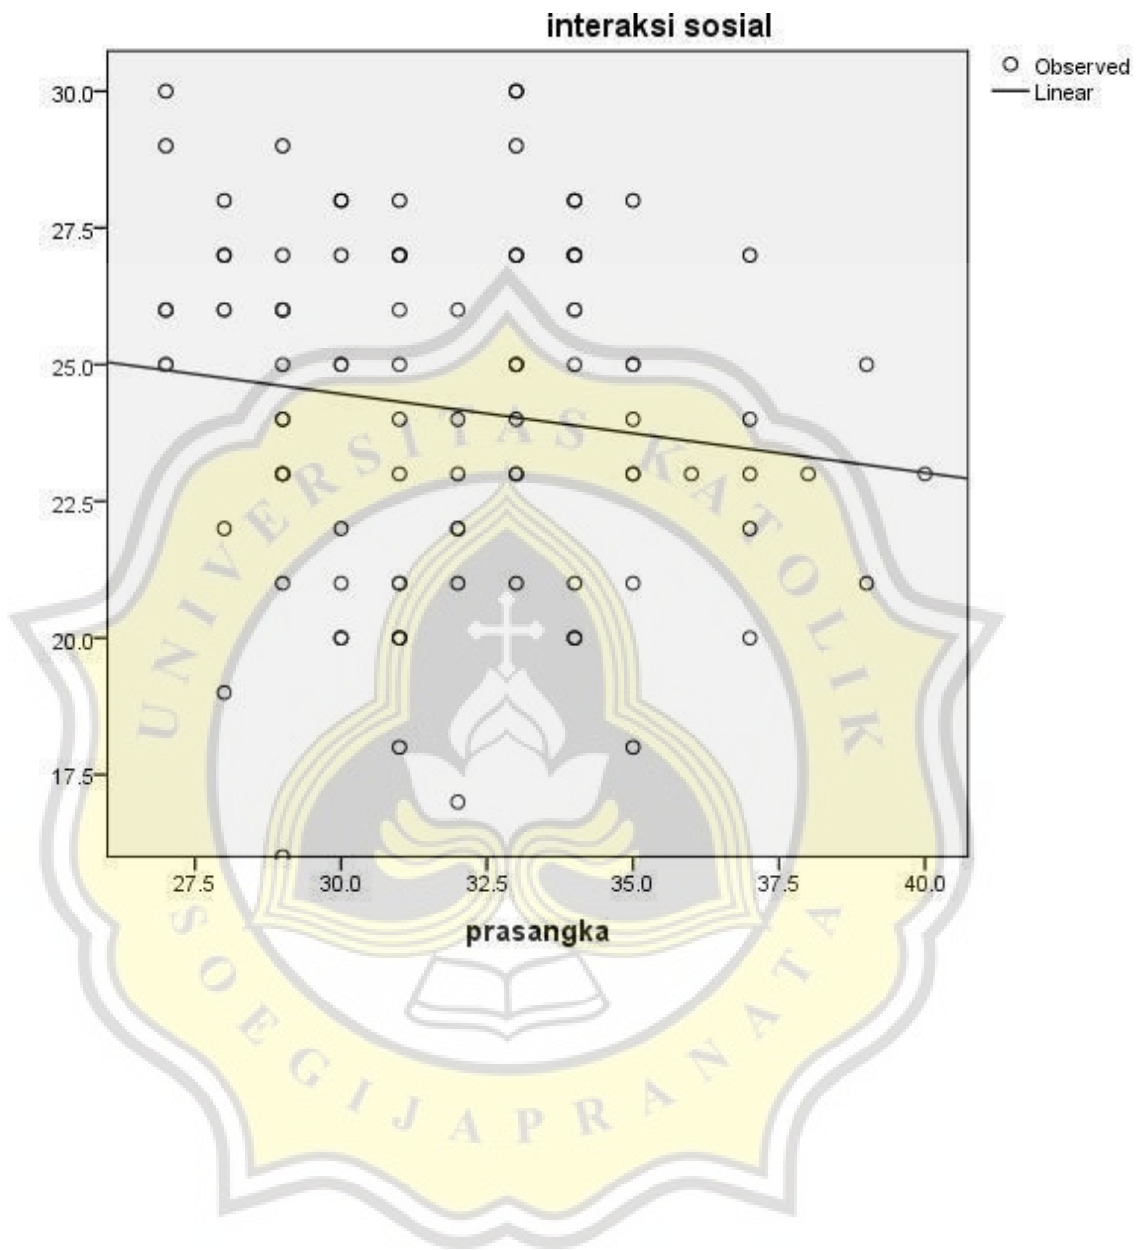 interaksi sosial
Observed
Linear
30.0
27.5
25.0
22.5
20.0
17.5
27.5 30.0 32.5 35.0 37.5 40.0
prasangka
UNIVERSITAS KATOLIK
SOEGIJAPRANATA